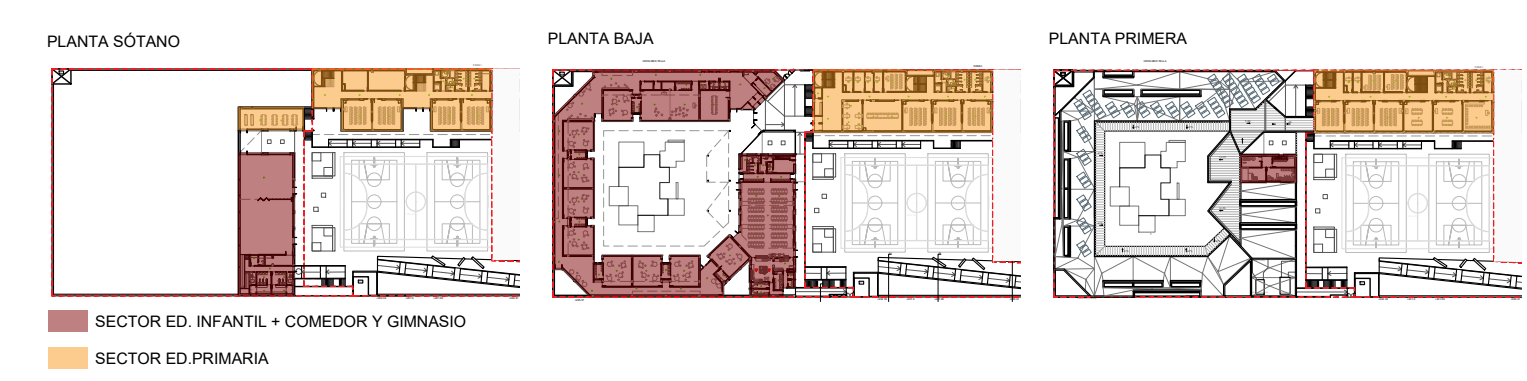 PLANTA SÓTANO
PLANTA BAJA
PLANTA PRIMERA
SECTOR ED. INFANTIL + COMEDOR Y GIMNASIO
SECTOR ED.PRIMARIA